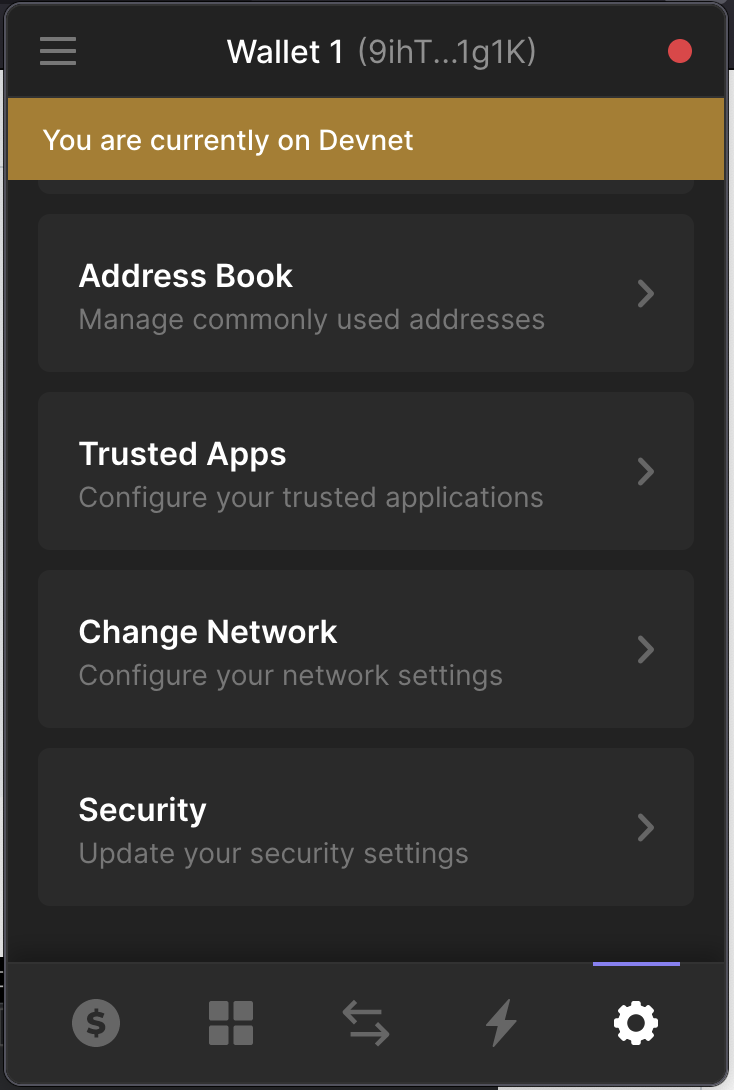 Wallet 1 (9ihT...1g1K)
You are currently on Devnet
Address Book
Manage commonly used addresses
Trusted Apps
Configure your trusted applications
Change Network
Configure your network settings
Security
Update your security settings
$